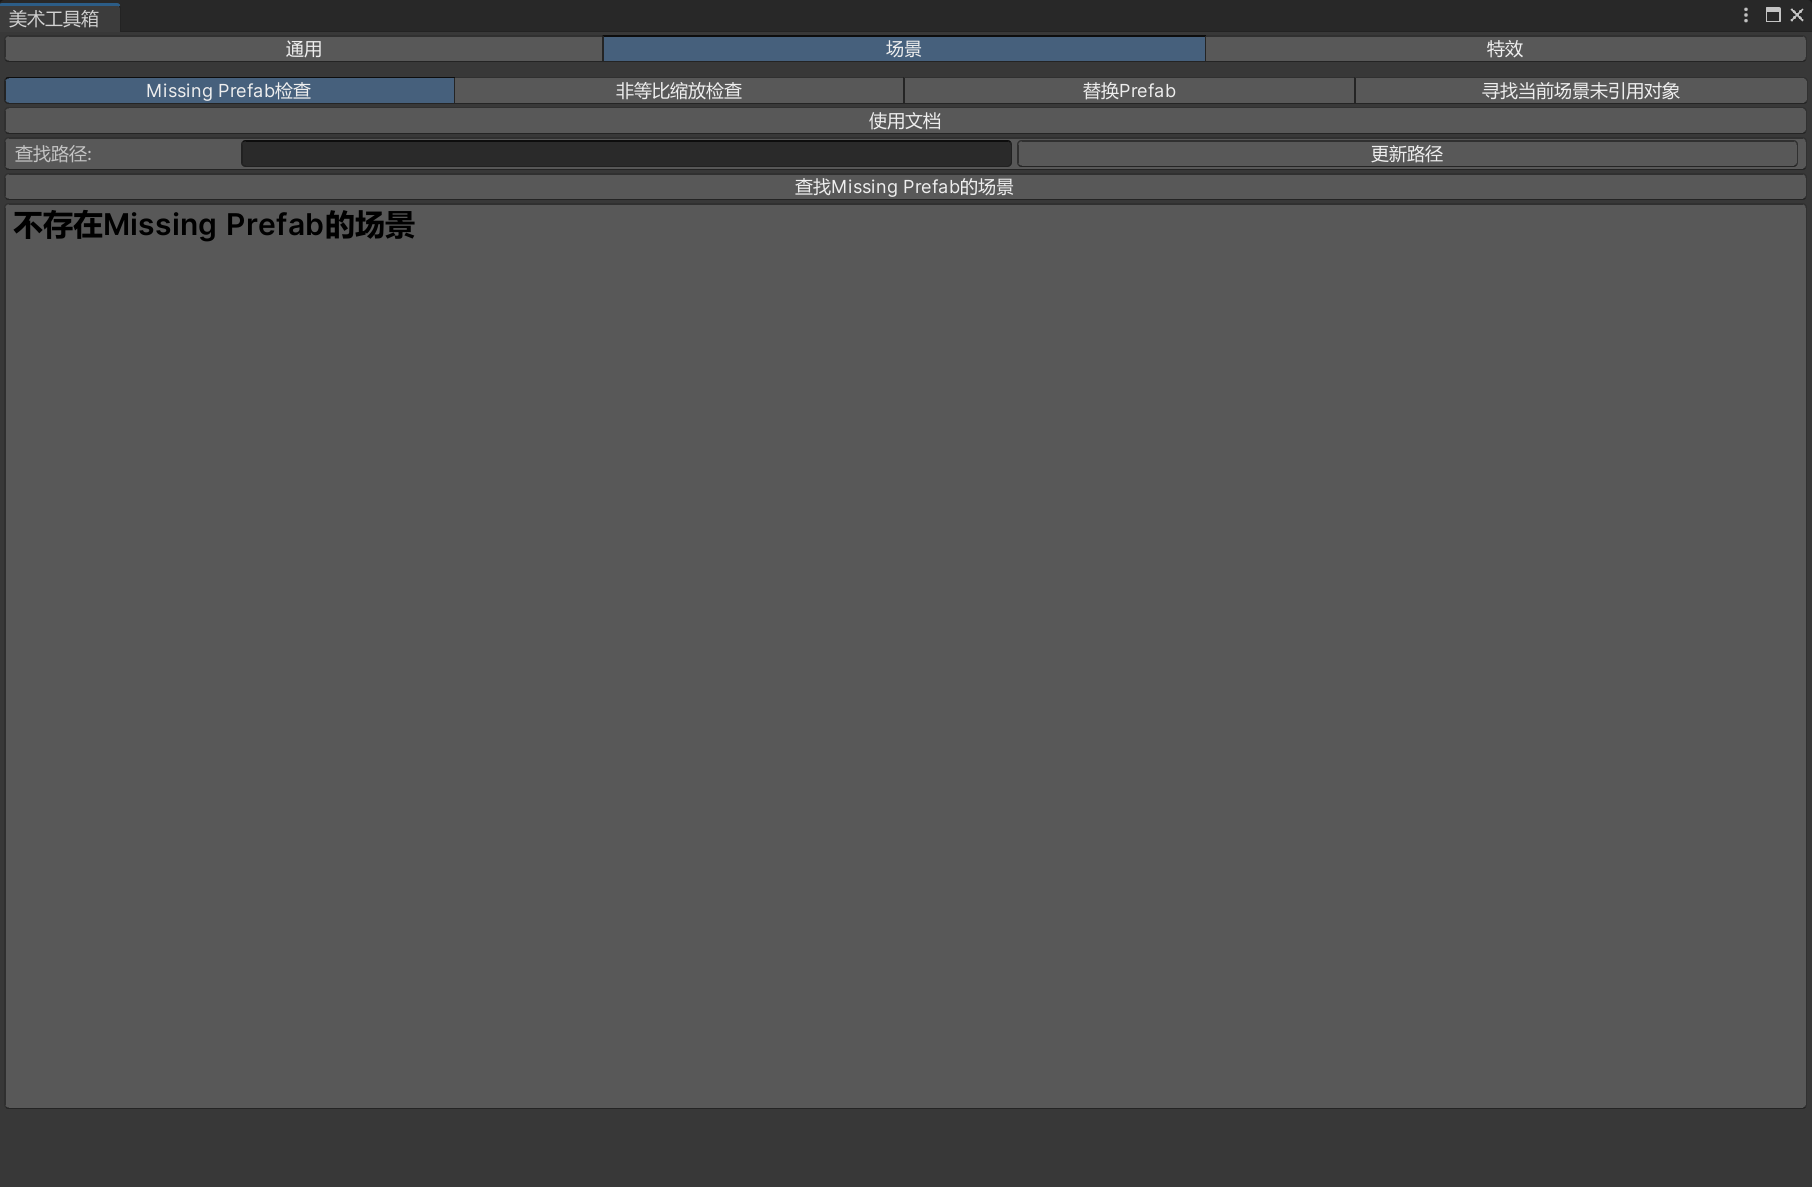 美术工具箱
通用 场景 特效
Missing Prefab检查 非等比缩放检查 替换Prefab 寻找当前场景未引用对象
使用文档
查找路径: 更新路径
查找Missing Prefab的场景
不存在Missing Prefab的场景